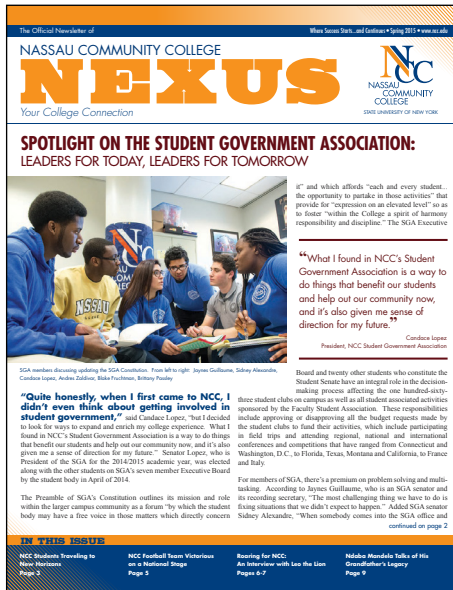 The Official Newsletter of
Where Success Starts...and Continues • Spring 2015 • www.ncc.edu
NASSAU COMMUNITY COLLEGE
NEXUS
Your College Connection
NCC
NASSAU
COMMUNITY
COLLEGE
STATE UNIVERSITY OF NEW YORK
SPOTLIGHT ON THE STUDENT GOVERNMENT ASSOCIATION:
LEADERS FOR TODAY, LEADERS FOR TOMORROW
NASSAU
SGA members discussing updating the SGA Constitution. From left to right: Jaynes Guillaume, Sidney Alexandre,
Candace Lopez, Andres Zaldivar, Blake Fruchtman, Brittany Passley
"Quite honestly, when I first came to NCC, I
didn't even think about getting involved in
student government," said Candace Lopez, "but I decided
to look for ways to expand and enrich my college experience. What I
found in NCC's Student Government Association is a way to do things
that benefit our students and help out our community now, and it's also
given me a sense of direction for my future." Senator Lopez, who is
President of the SGA for the 2014/2015 academic year, was elected
along with the other students on SGA's seven member Executive Board
by the student body in April of 2014.
The Preamble of SGA's Constitution outlines its mission and role
within the larger campus community as a forum "by which the student
body may have a free voice in those matters which directly concern
it" and which affords "each and every student...
the opportunity to partake in those activities" that
provide for "expression on an elevated level" so as
to foster "within the College a spirit of harmony
responsibility and discipline." The SGA Executive
"What I found in NCC's Student
Government Association is a way to
do things that benefit our students
and help out our community now,
and it's also given me sense of
direction for my future."
Candace Lopez
President, NCC Student Government Association
Board and twenty other students who constitute the
Student Senate have an integral role in the decision-
making process affecting the one hundred-sixty-
three student clubs on campus as well as all student associated activities
sponsored by the Faculty Student Association. These responsibilities
include approving or disapproving all the budget requests made by
the student clubs to fund their activities, which include participating
in field trips and attending regional, national and international
conferences and competitions that have ranged from Connecticut and
Washington, D.C., to Florida, Texas, Montana and California, to France
and Italy.
For members of SGA, there's a premium on problem solving and multi-
tasking. According to Jaynes Guillaume, who is an SGA senator and
its recording secretary, "The most challenging thing we have to do is
fixing situations that we didn't expect to happen." Added SGA senator
Sidney Alexandre, "When somebody comes into the SGA office and
continued on page 2
IN THIS ISSUE
NCC Students Traveling to
New Horizons
Page 3
NCC Football Team Victorious
on a National Stage
Page 5
Roaring for NCC:
An Interview with Leo the Lion
Pages 6-7
Ndaba Mandela Talks of His
Grandfather's Legacy
Page 9